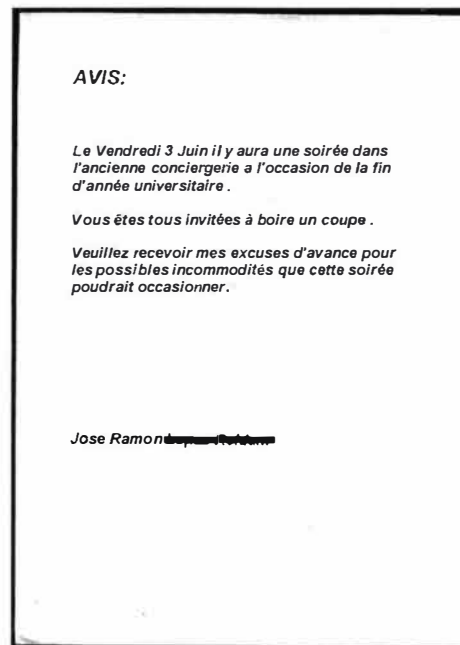 AVIS:
Le Vendredi 3 Juin il y aura une soirée dans
l'ancienne conciergerie a l'occasion de la fin
d'année universitaire .
Vous êtes tous invitées à boire un coupe .
Veuillez recevoir mes excuses d'avance pour
les possibles incommodités que cette soirée
poudrait occasionner.
Jose Ramon